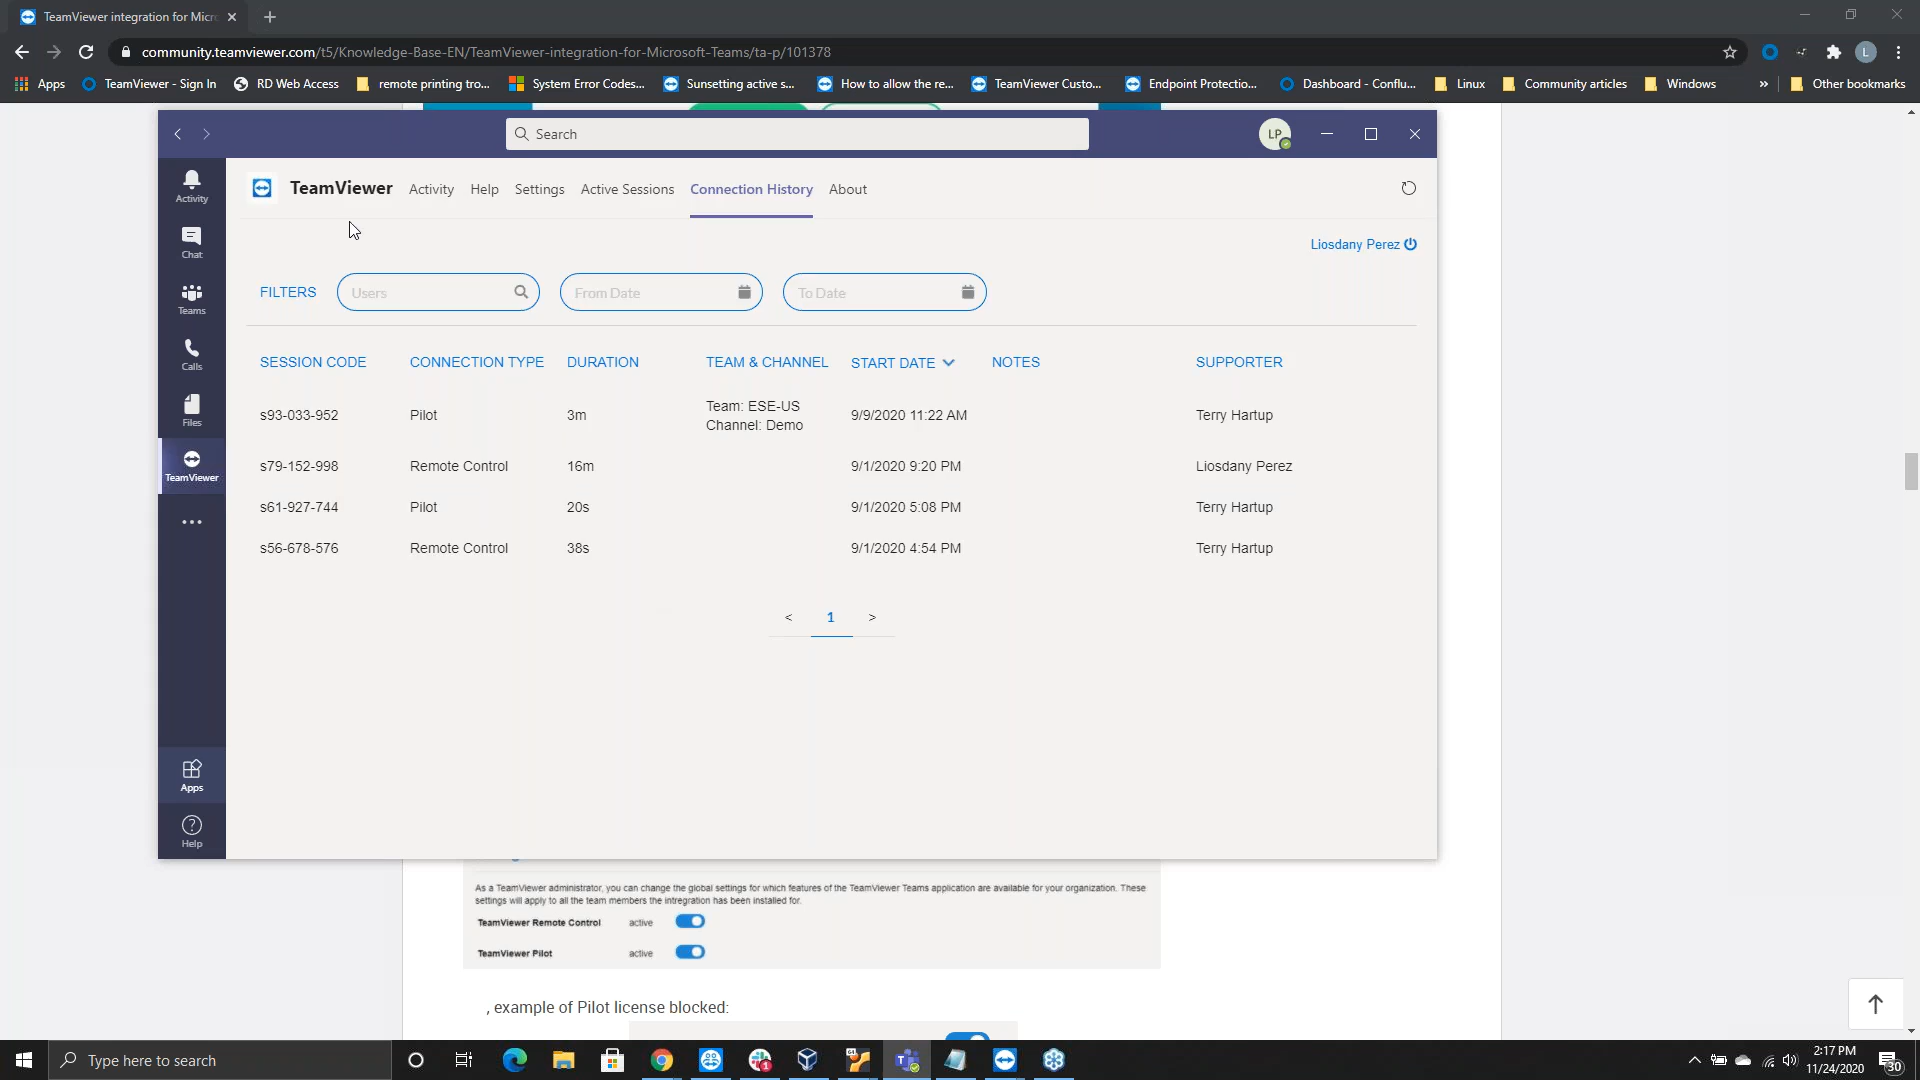 TeamViewer integration for Micr
community.teamviewer.com/t5/Knowledge-Base-EN/TeamViewer-integration-for-Microsoft-Teams/ta-p/101378
L
Apps
TeamViewer - Sign In
RD Web Access
remote printing tro...
System Error Codes...
Sunsetting active s...
How to allow the re...
TeamViewer Custo...
Endpoint Protectio...
Dashboard - Conflu...
Linux
Community articles
Windows
»
Other bookmarks
Search
LP
Activity
Chat
Teams
Calls
Files
TeamViewer
Apps
Help
TeamViewer Activity Help Settings Active Sessions Connection History About
Liosdany Perez
FILTERS Users From Date To Date
SESSION CODE CONNECTION TYPE DURATION TEAM & CHANNEL START DATE NOTES SUPPORTER
s93-033-952 Pilot 3m Team: ESE-US 9/9/2020 11:22 AM Terry Hartup
Channel: Demo
s79-152-998 Remote Control 16m 9/1/2020 9:20 PM Liosdany Perez
s61-927-744 Pilot 20s 9/1/2020 5:08 PM Terry Hartup
s56-678-576 Remote Control 38s 9/1/2020 4:54 PM Terry Hartup
< 1 >
As a TeamViewer administrator, you can change the global settings for which features of the TeamViewer Teams application are available for your organization. These
settings will apply to all the team members the intregration has been installed for.
TeamViewer Remote Control active
TeamViewer Pilot active
, example of Pilot license blocked:
Type here to search
1
2:17 PM
11/24/2020
30